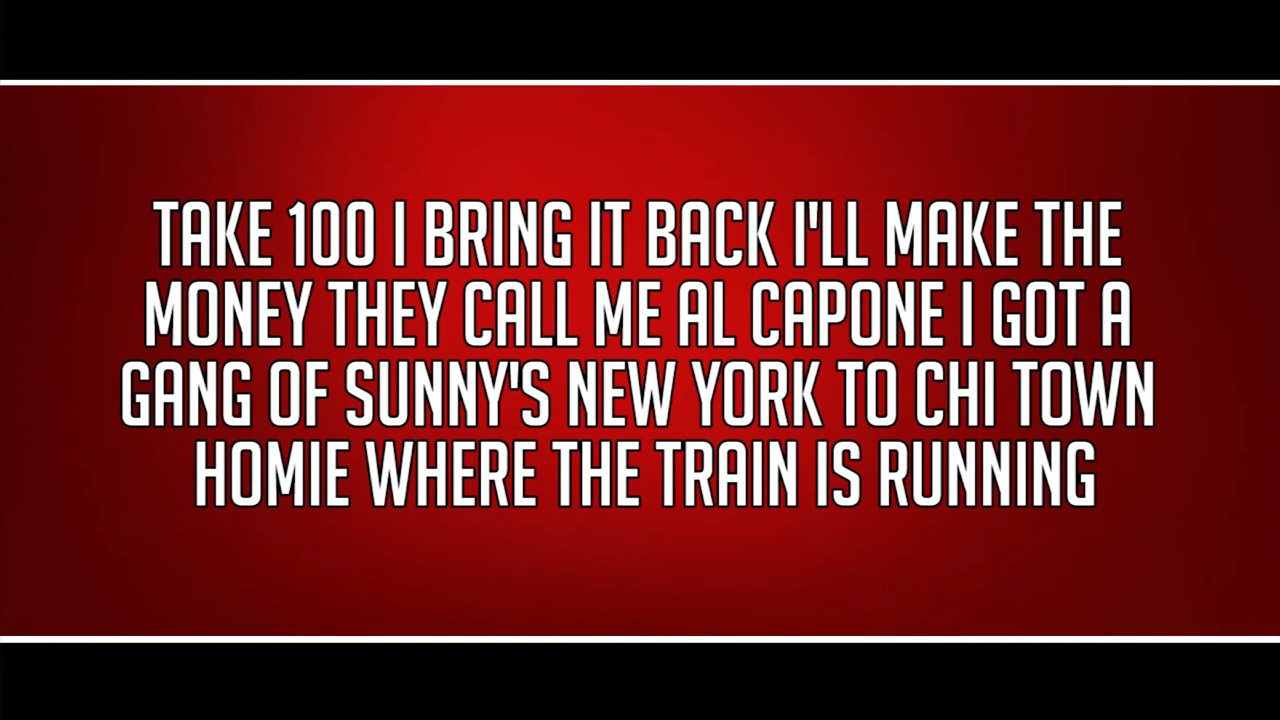 TAKE 100 I BRING IT BACK I'LL MAKE THE
MONEY THEY CALL ME AL CAPONE I GOT A
GANG OF SUNNY'S NEW YORK TO CHI TOWN
HOMIE WHERE THE TRAIN IS RUNNING